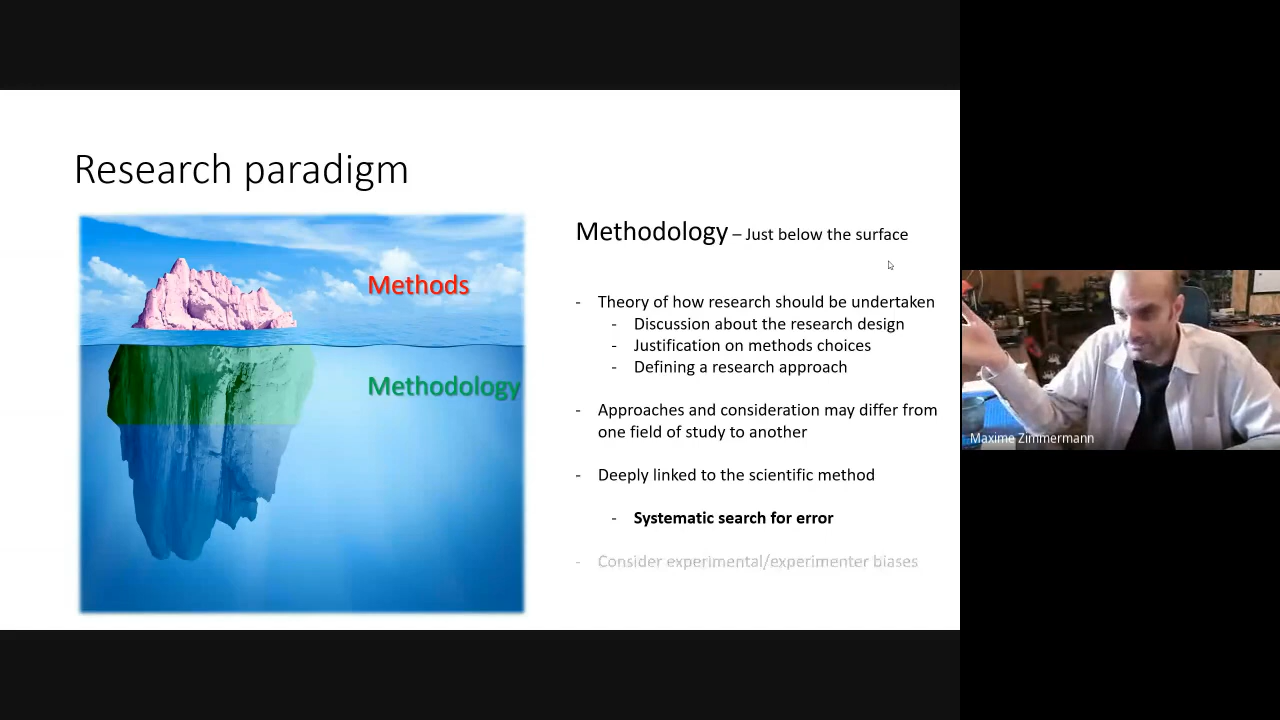 Research paradigm
Methods
Methodology
Methodology – Just below the surface
- Theory of how research should be undertaken
- Discussion about the research design
- Justification on methods choices
- Defining a research approach
- Approaches and consideration may differ from
one field of study to another
- Deeply linked to the scientific method
- Systematic search for error
- Consider experimental/experimenter biases
Maxime Zimmermann